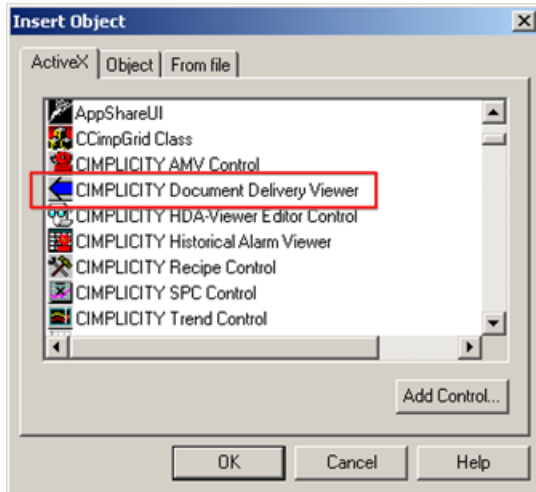 Insert Object
ActiveX Object From file
AppShareUI
CCimpGrid Class
CIMPLICITY AMV Control
CIMPLICITY Document Delivery Viewer
CIMPLICITY HDA-Viewer Editor Control
CIMPLICITY Historical Alarm Viewer
CIMPLICITY Recipe Control
CIMPLICITY SPC Control
CIMPLICITY Trend Control
Add Control...
OK Cancel Help